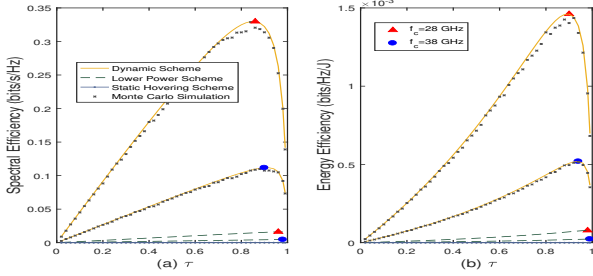 0.35
0.3
0.25
0.2
0.15
0.1
0.05
0
Spectral Efficiency (bits/s/Hz)
Dynamic Scheme
Lower Power Scheme
Static Hovering Scheme
Monte Carlo Simulation
0 0.2 0.4 0.6 0.8 1
(a) τ
×10⁻³
1.5
1
0.5
0
Energy Efficiency (bits/Hz/J)
f_c=28 GHz
f_c=38 GHz
0 0.2 0.4 0.6 0.8 1
(b) τ